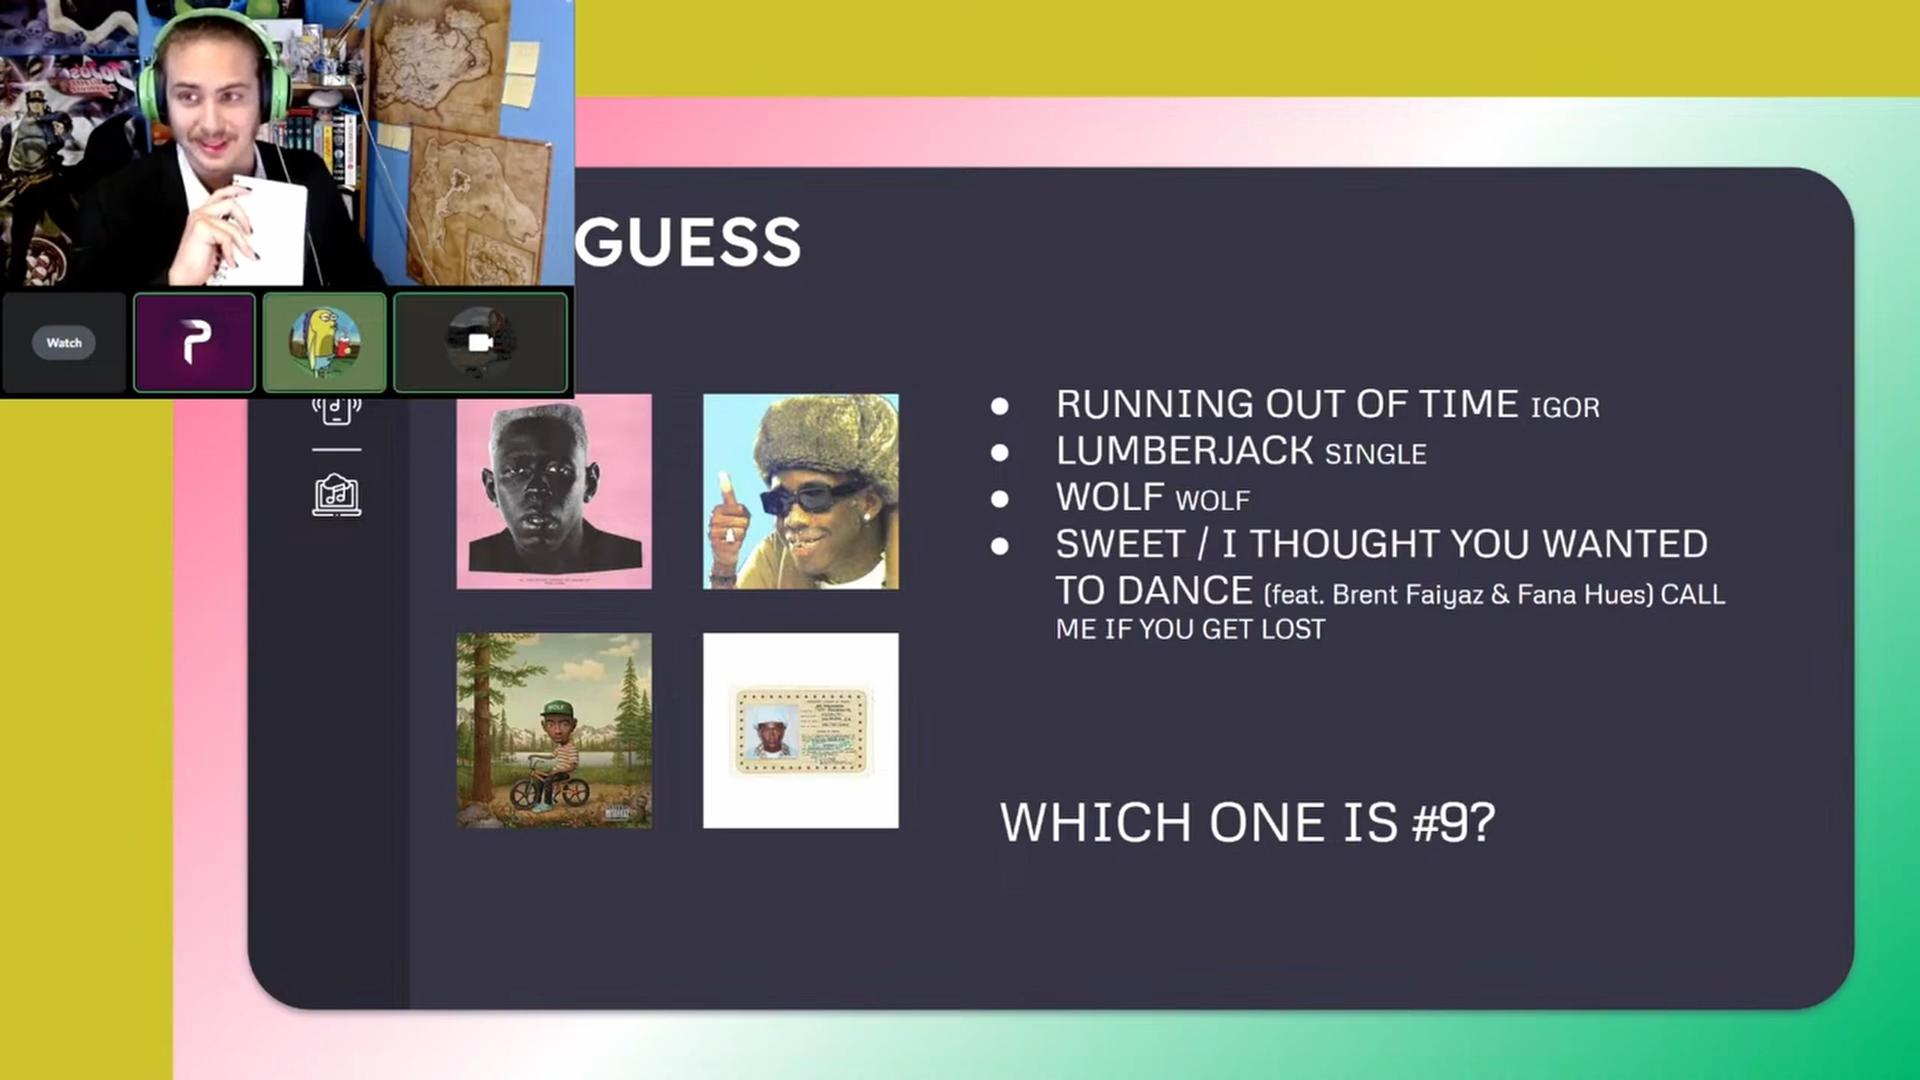 GUESS
Watch
RUNNING OUT OF TIME IGOR
LUMBERJACK SINGLE
WOLF WOLF
SWEET / I THOUGHT YOU WANTED
TO DANCE (feat. Brent Faiyaz & Fana Hues) CALL
ME IF YOU GET LOST
WOLF
WHICH ONE IS #9?